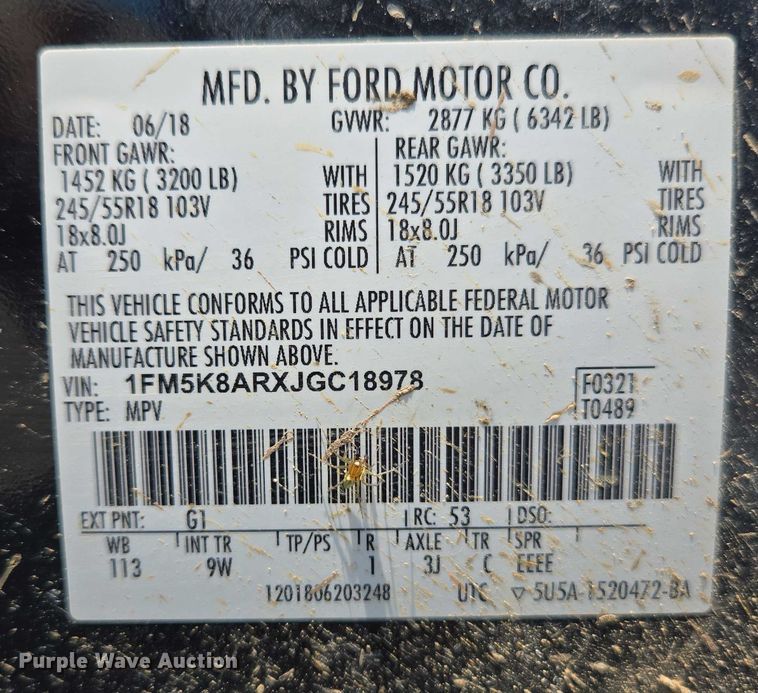 MFD. BY FORD MOTOR CO.
DATE: 06/18 GVWR: 2877 KG ( 6342 LB)
FRONT GAWR: REAR GAWR:
1452 KG ( 3200 LB) WITH 1520 KG ( 3350 LB) WITH
245/55R18 103V TIRES 245/55R18 103V TIRES
18x8.0J RIMS 18x8.0J RIMS
AT 250 kPa/ 36 PSI COLD AT 250 kPa/ 36 PSI COLD
THIS VEHICLE CONFORMS TO ALL APPLICABLE FEDERAL MOTOR
VEHICLE SAFETY STANDARDS IN EFFECT ON THE DATE OF
MANUFACTURE SHOWN ABOVE.
VIN: 1FM5K8ARXJGC18978 F0321
TYPE: MPV T0489
EXT PNT: G1 RC: 53 DSO:
WB INT TR TP/PS R AXLE TR SPR
113 9W 1 3J C EEEE
1201806203248 UTC ▽ 5U5A-1520472-BA
Purple Wave Auction